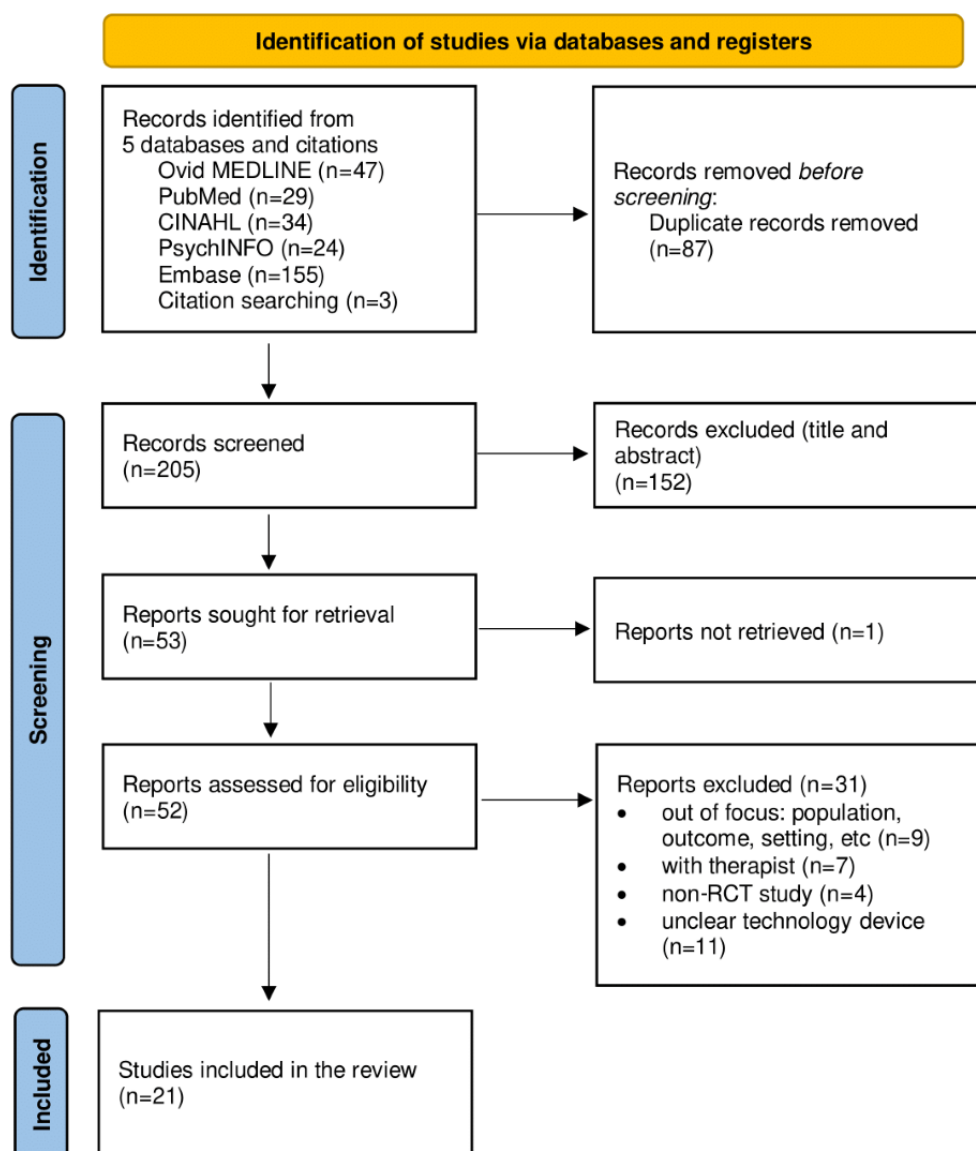 Identification of studies via databases and registers
Identification
Records identified from
5 databases and citations
Ovid MEDLINE (n=47)
PubMed (n=29)
CINAHL (n=34)
PsychINFO (n=24)
Embase (n=155)
Citation searching (n=3)
Records removed before
screening:
Duplicate records removed
(n=87)
Screening
Records screened
(n=205)
Records excluded (title and
abstract)
(n=152)
Reports sought for retrieval
(n=53)
Reports not retrieved (n=1)
Reports assessed for eligibility
(n=52)
Reports excluded (n=31)
• out of focus: population,
outcome, setting, etc (n=9)
• with therapist (n=7)
• non-RCT study (n=4)
• unclear technology device
(n=11)
Included
Studies included in the review
(n=21)